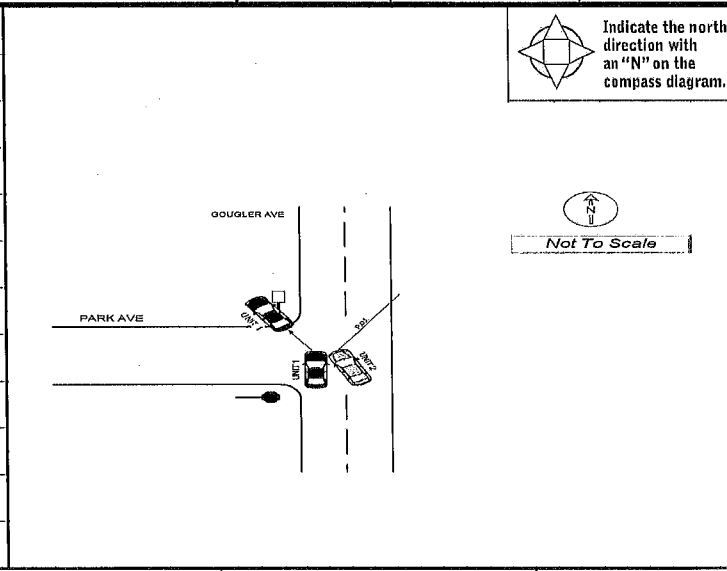 Indicate the north
direction with
an "N" on the
compass diagram.
N
Not To Scale
GOUGLER AVE
PARK AVE
UNIT 1
P.O.I
UNIT 1
UNIT 2